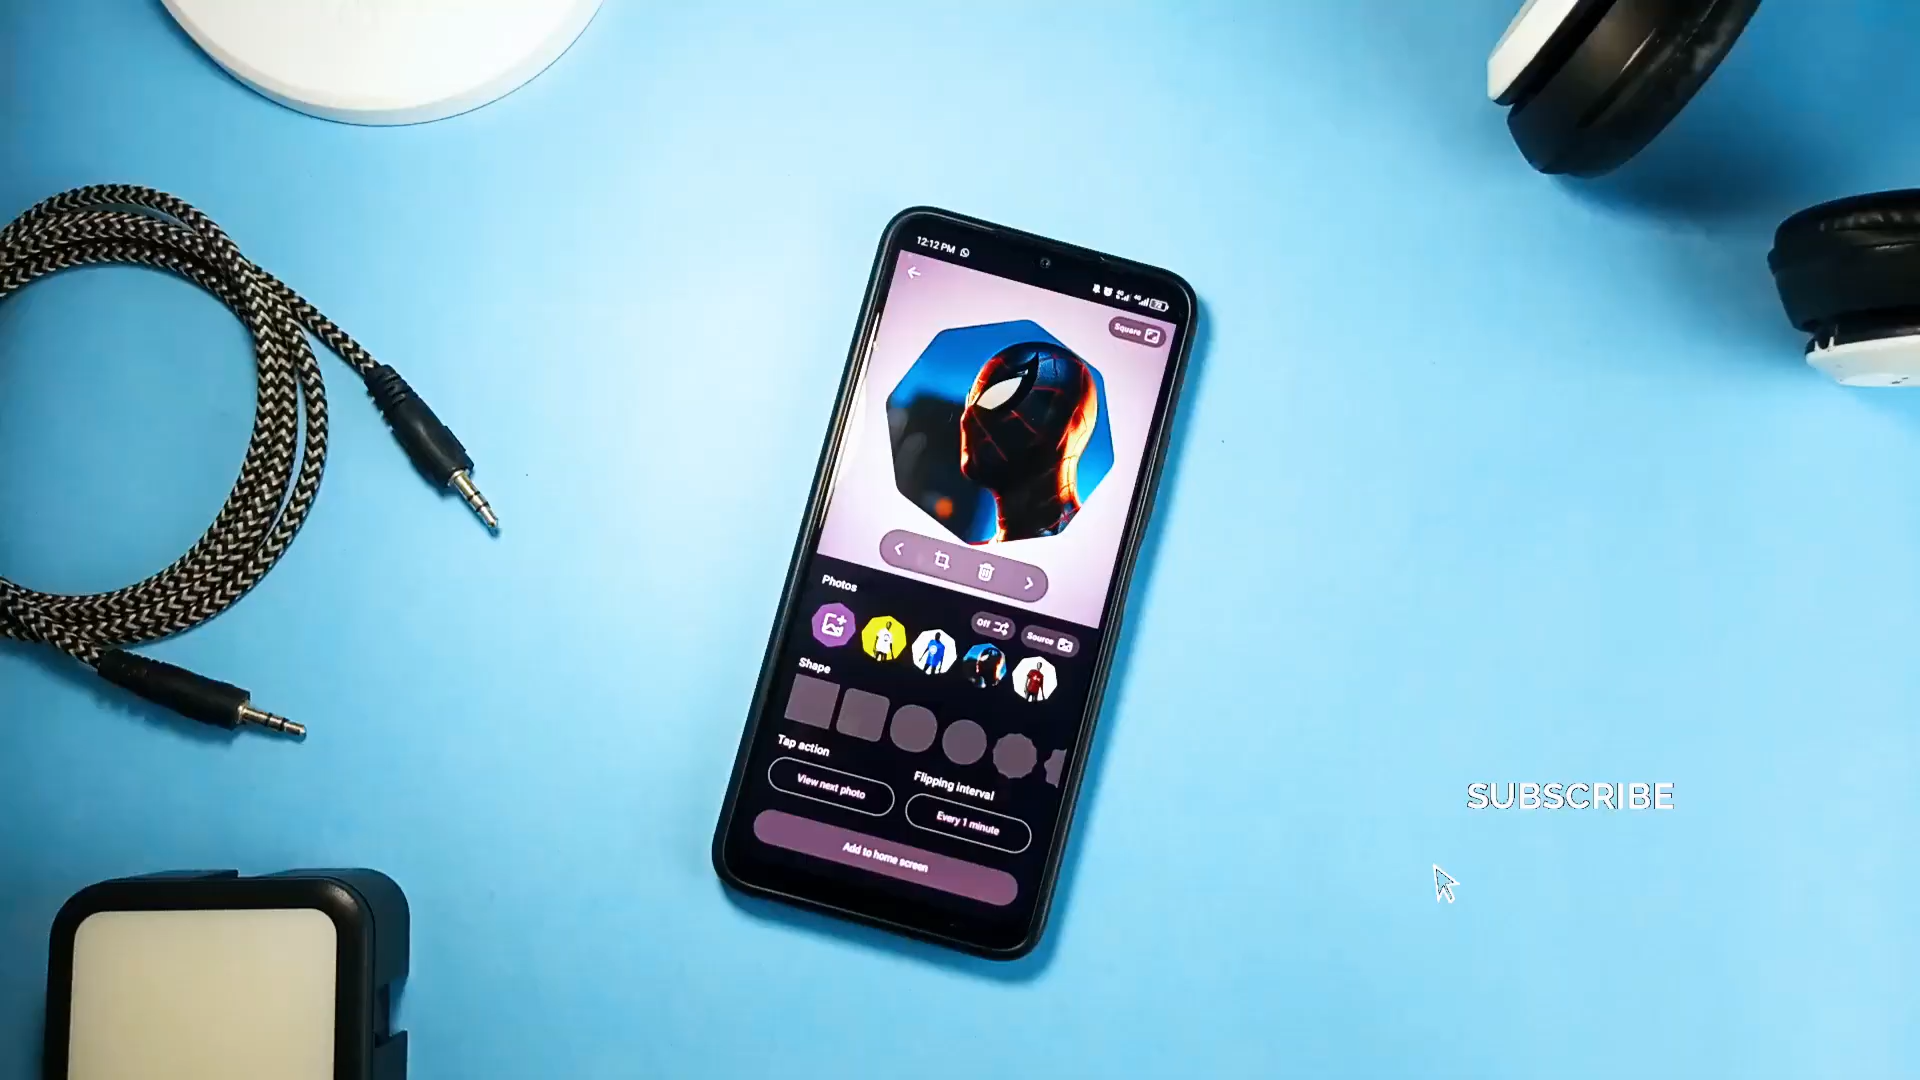 12:12 PM
Square
Photos
Off
Source
Shape
Tap action
View next photo
Flipping interval
Every 1 minute
Add to home screen
SUBSCRIBE